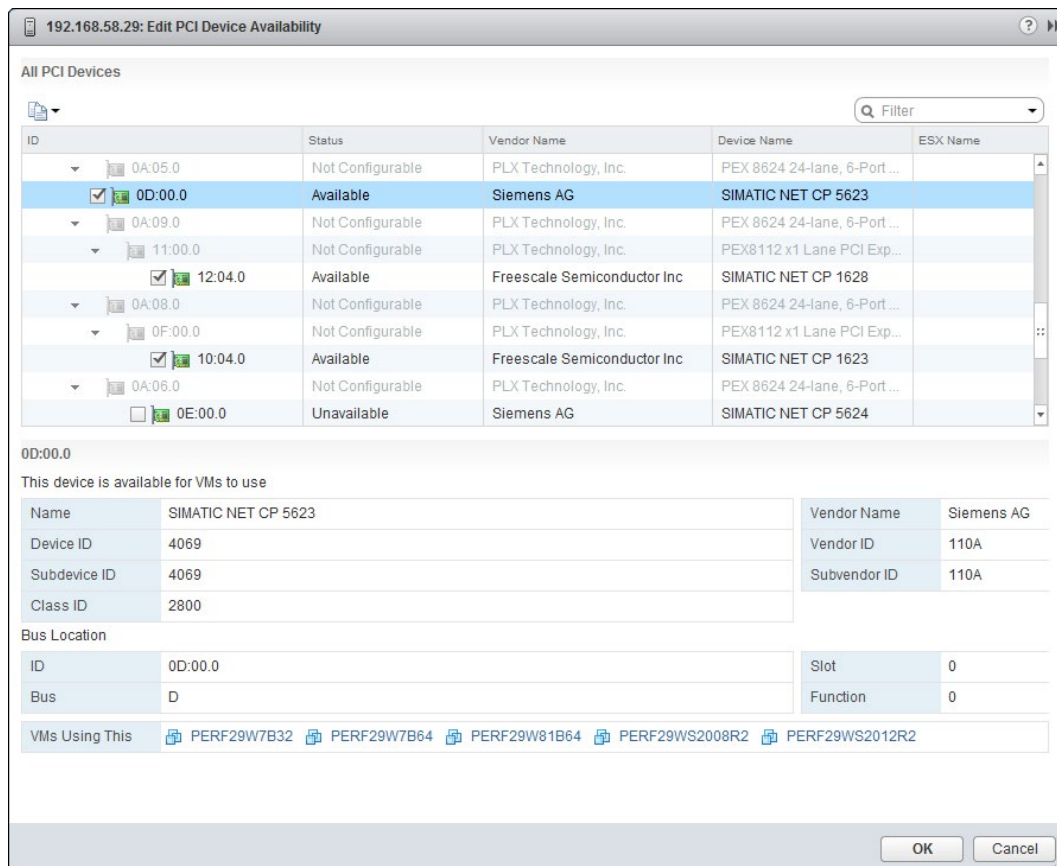 192.168.58.29: Edit PCI Device Availability
All PCI Devices
Filter
ID Status Vendor Name Device Name ESX Name
0A:05.0 Not Configurable PLX Technology, Inc. PEX 8624 24-lane, 6-Port ...
0D:00.0 Available Siemens AG SIMATIC NET CP 5623
0A:09.0 Not Configurable PLX Technology, Inc. PEX 8624 24-lane, 6-Port ...
11:00.0 Not Configurable PLX Technology, Inc. PEX8112 x1 Lane PCI Exp...
12:04.0 Available Freescale Semiconductor Inc SIMATIC NET CP 1628
0A:08.0 Not Configurable PLX Technology, Inc. PEX 8624 24-lane, 6-Port ...
0F:00.0 Not Configurable PLX Technology, Inc. PEX8112 x1 Lane PCI Exp...
10:04.0 Available Freescale Semiconductor Inc SIMATIC NET CP 1623
0A:06.0 Not Configurable PLX Technology, Inc. PEX 8624 24-lane, 6-Port ...
0E:00.0 Unavailable Siemens AG SIMATIC NET CP 5624
0D:00.0
This device is available for VMs to use
Name SIMATIC NET CP 5623 Vendor Name Siemens AG
Device ID 4069 Vendor ID 110A
Subdevice ID 4069 Subvendor ID 110A
Class ID 2800
Bus Location
ID 0D:00.0 Slot 0
Bus D Function 0
VMs Using This PERF29W7B32 PERF29W7B64 PERF29W81B64 PERF29WS2008R2 PERF29WS2012R2
OK Cancel